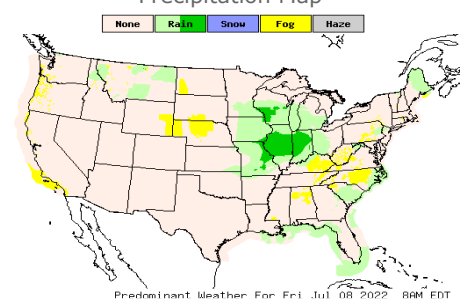 Precipitation Map
None Rain Snow Fog Haze
Predominant Weather For Fri Jul 08 2022 8AM EDT